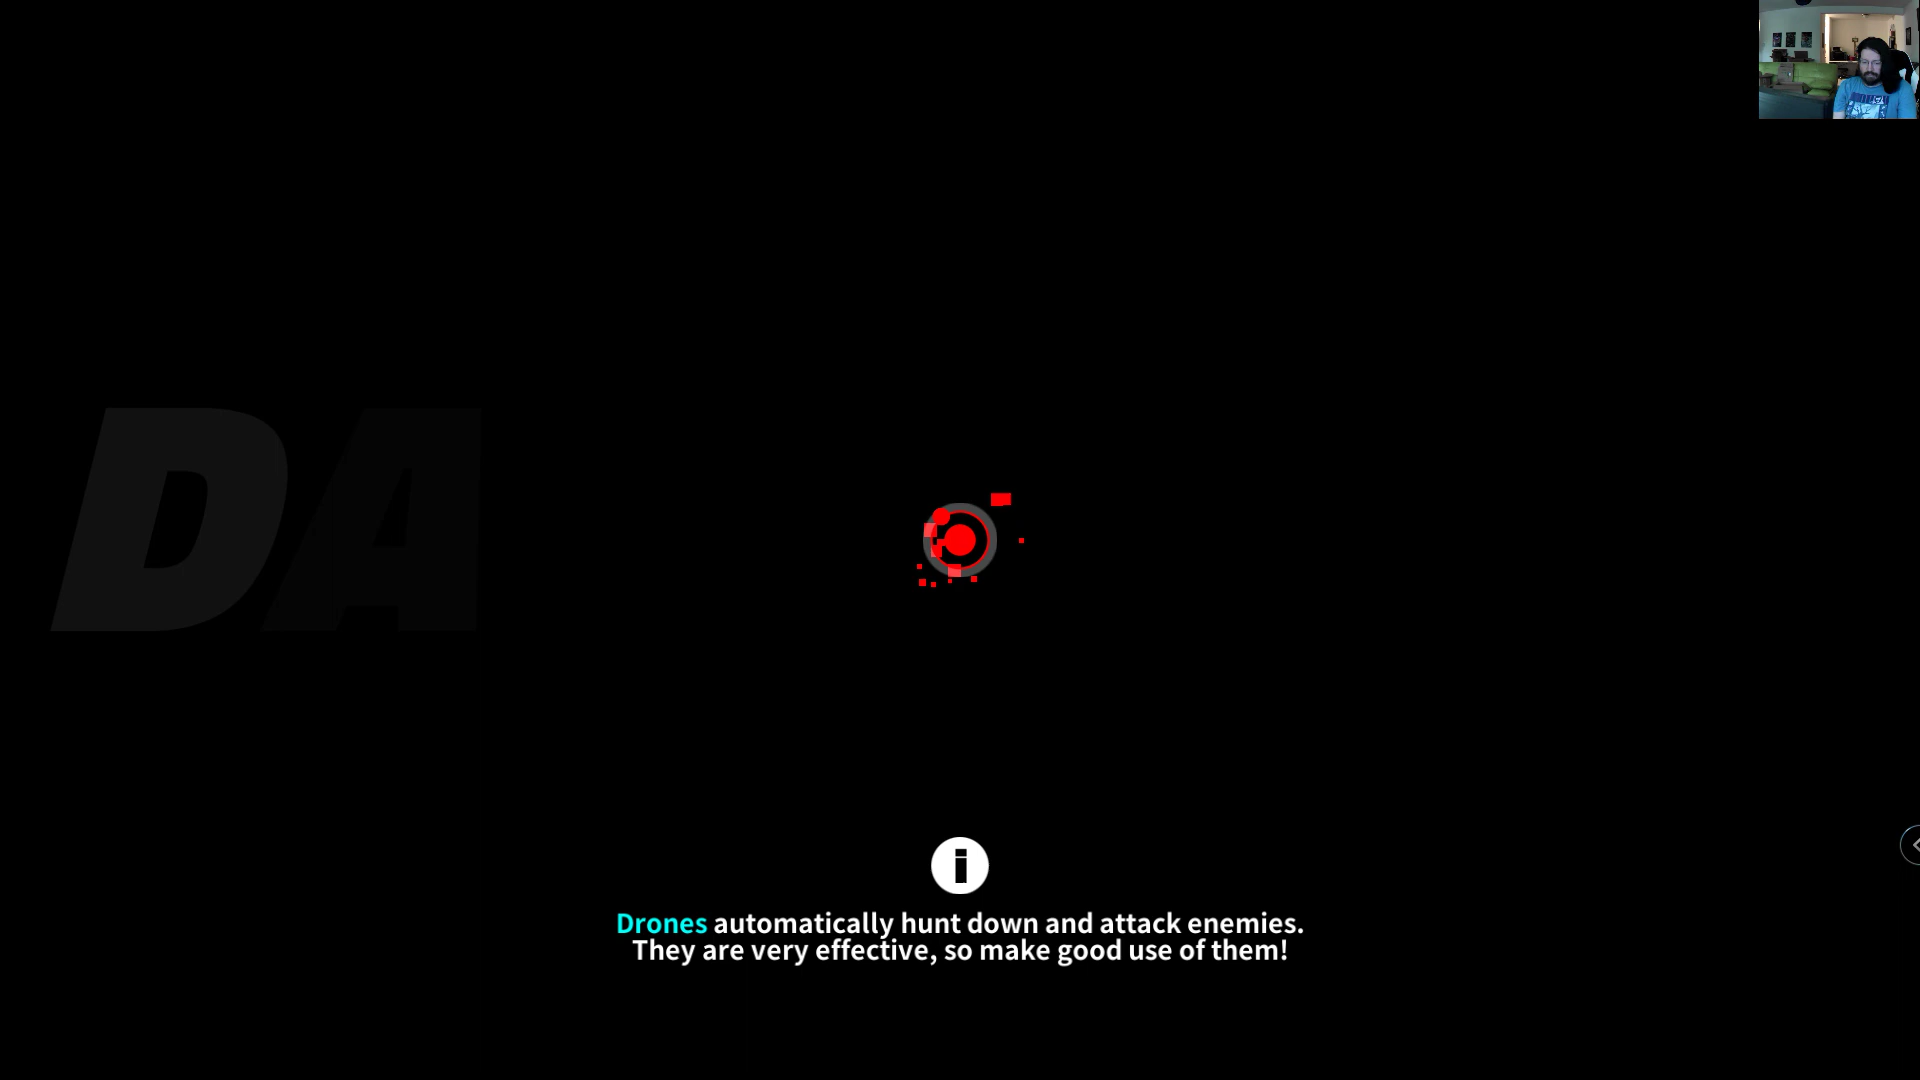 DA
i
Drones automatically hunt down and attack enemies.
They are very effective, so make good use of them!